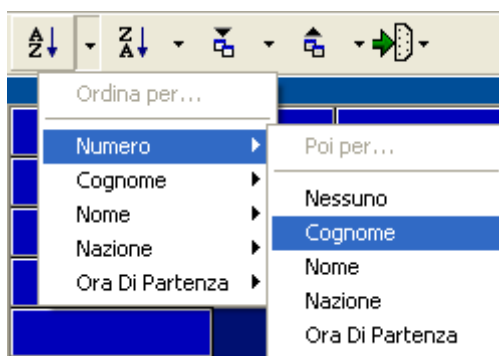 A
Z
Z
A
Ordina per...
Numero
Cognome
Nome
Nazione
Ora Di Partenza
Poi per...
Nessuno
Cognome
Nome
Nazione
Ora Di Partenza